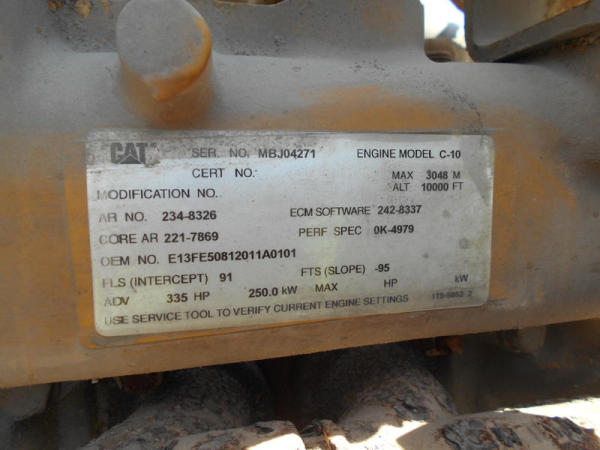 CAT SER. NO. MBJ04271 ENGINE MODEL C-10
CERT NO. MAX 3048 M
MODIFICATION NO. ALT 10000 FT
AR NO. 234-8326 ECM SOFTWARE 242-8337
CORE AR 221-7869 PERF SPEC 0K-4979
OEM NO. E13FE50812011A0101
FLS (INTERCEPT) 91 FTS (SLOPE) -95
ADV 335 HP 250.0 kW MAX HP kW
USE SERVICE TOOL TO VERIFY CURRENT ENGINE SETTINGS